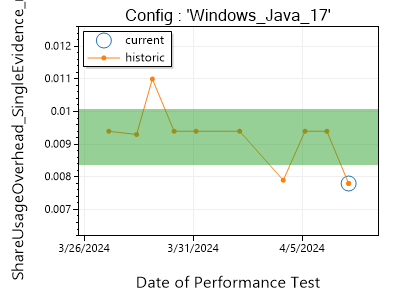 Config : 'Windows_Java_17'
ShareUsageOverhead_SingleEvidence_
0.012
0.011
0.01
0.009
0.008
0.007
current
historic
3/26/2024
3/31/2024
4/5/2024
Date of Performance Test